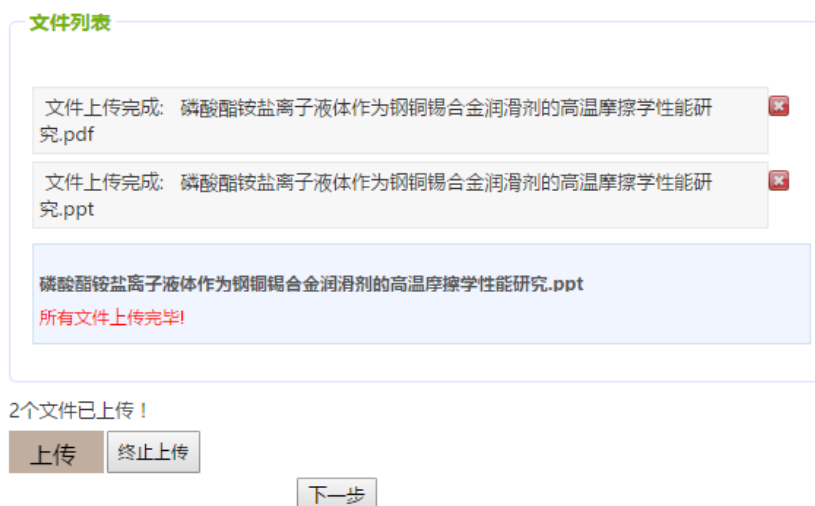 文件列表
文件上传完成: 磷酸酯铵盐离子液体作为钢铜锡合金润滑剂的高温摩擦学性能研
究.pdf
文件上传完成: 磷酸酯铵盐离子液体作为钢铜锡合金润滑剂的高温摩擦学性能研
究.ppt
磷酸酯铵盐离子液体作为钢铜锡合金润滑剂的高温摩擦学性能研究.ppt
所有文件上传完毕!
2个文件已上传！
上传 终止上传
下一步